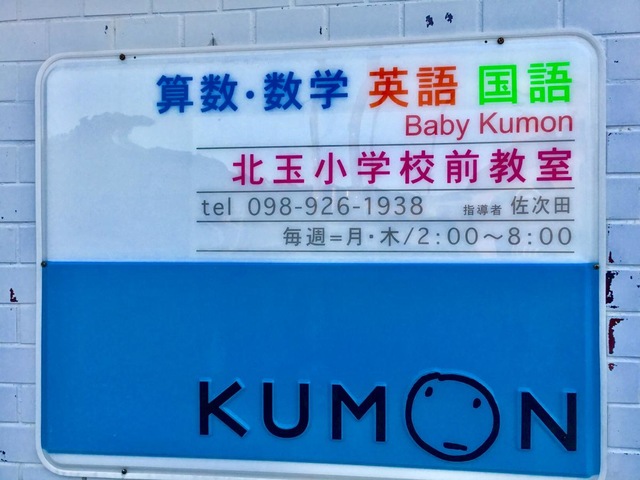 算数・数学 英語 国語
Baby Kumon
北玉小学校前教室
tel 098-926-1938 指導者 佐次田
毎週=月・木/2:00～8:00
KUMON